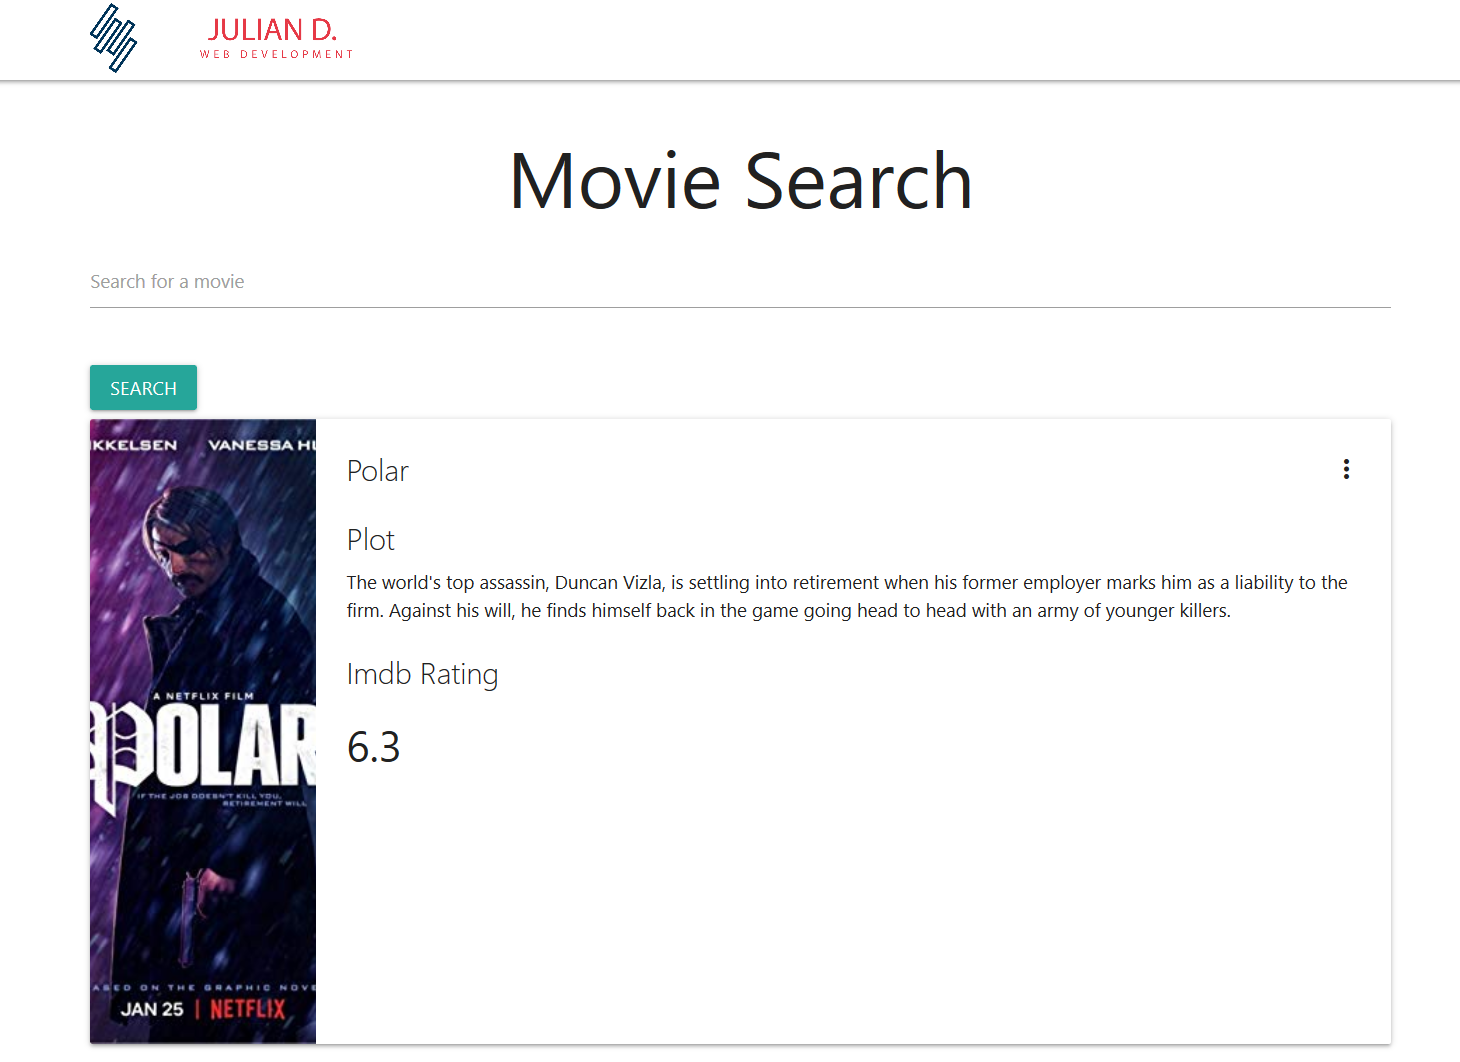 JULIAN D.
WEB DEVELOPMENT
Movie Search
Search for a movie
SEARCH
KKELSEN VANESSA HU
A NETFLIX FILM
POLAR
IF THE JOB DOESN'T KILL YOU,
RETIREMENT WILL
ASED ON THE GRAPHIC NOVE
JAN 25 | NETFLIX
Polar
Plot
The world's top assassin, Duncan Vizla, is settling into retirement when his former employer marks him as a liability to the
firm. Against his will, he finds himself back in the game going head to head with an army of younger killers.
Imdb Rating
6.3